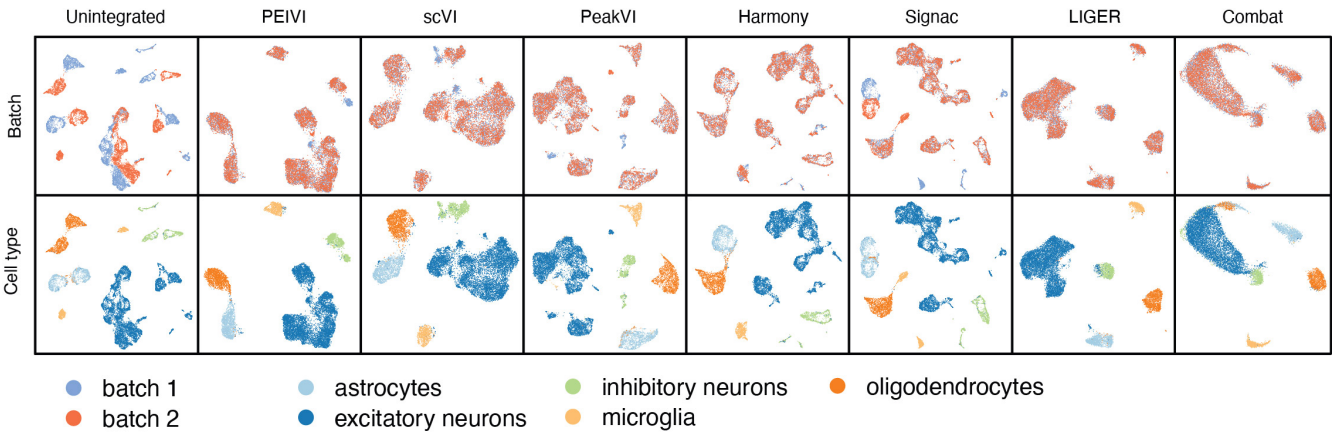 Unintegrated PEIVI scVI PeakVI Harmony Signac LIGER Combat
Batch
Cell type
batch 1 astrocytes inhibitory neurons oligodendrocytes
batch 2 excitatory neurons microglia